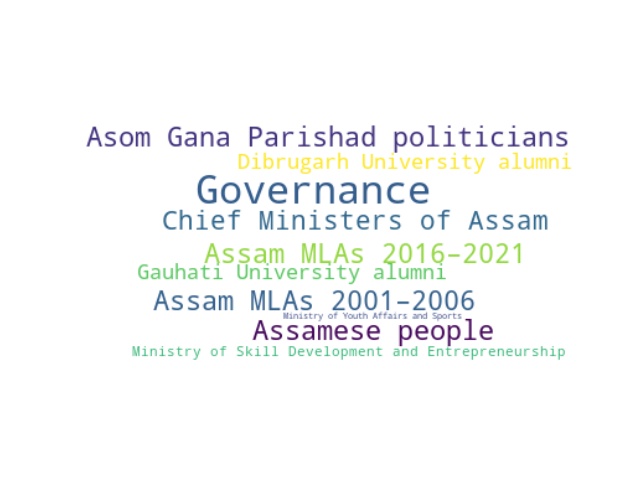 Asom Gana Parishad politicians
Dibrugarh University alumni
Governance
Chief Ministers of Assam
Assam MLAs 2016–2021
Gauhati University alumni
Assam MLAs 2001–2006
Ministry of Youth Affairs and Sports
Assamese people
Ministry of Skill Development and Entrepreneurship